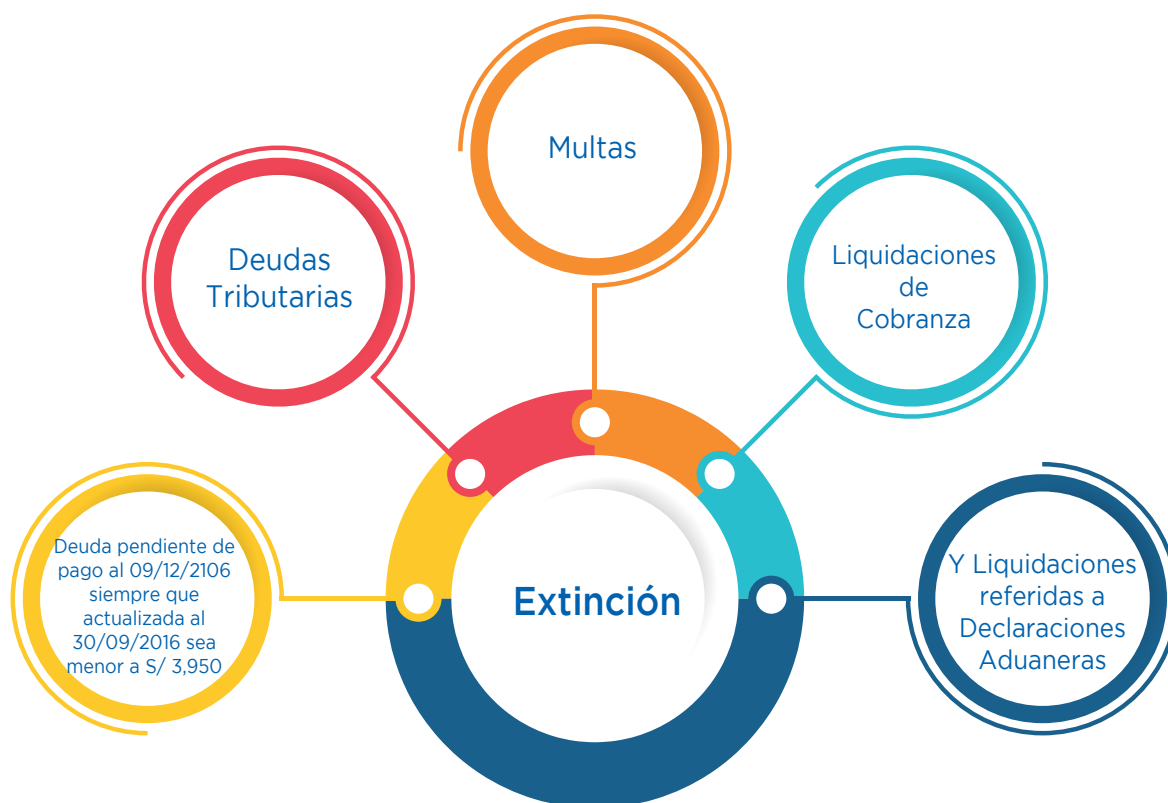 Multas
Deudas
Tributarias
Liquidaciones
de
Cobranza
Deuda pendiente de
pago al 09/12/2106
siempre que
actualizada al
30/09/2016 sea
menor a S/ 3,950
Extinción
Y Liquidaciones
referidas a
Declaraciones
Aduaneras